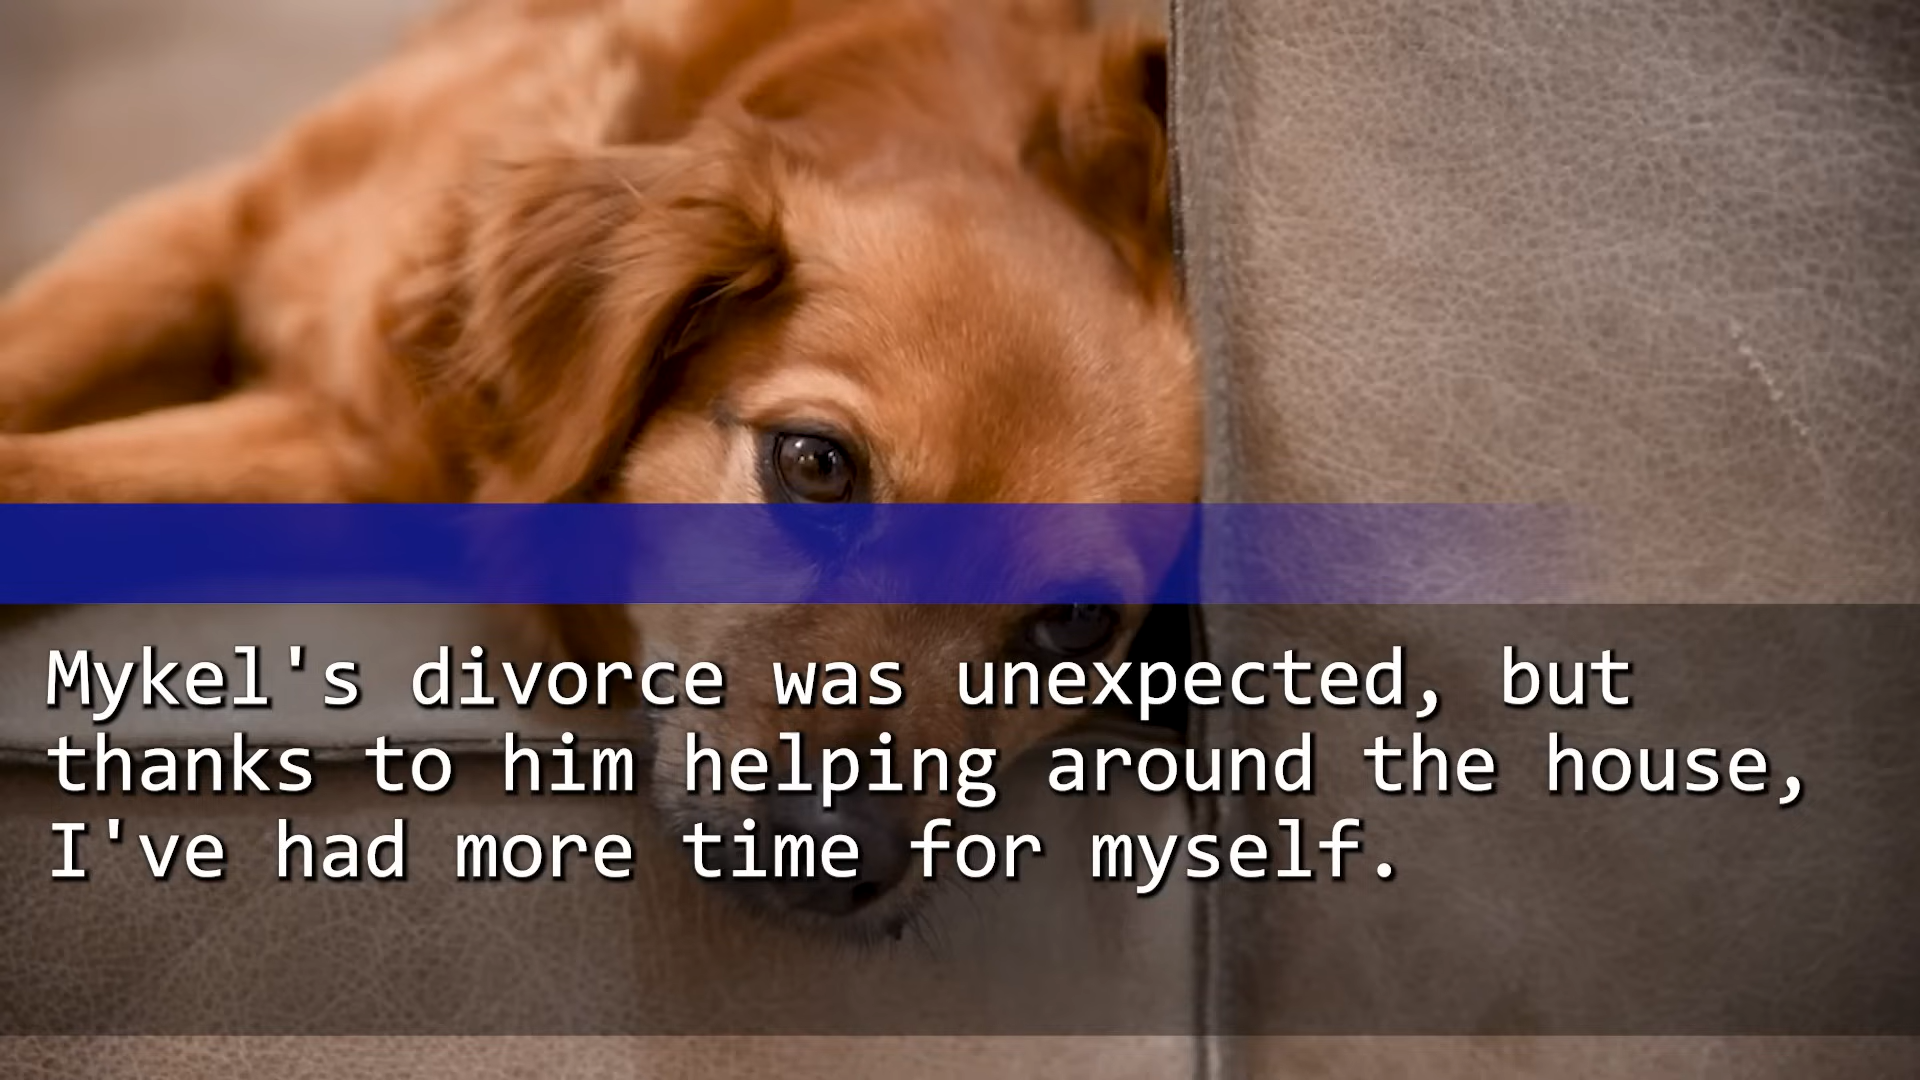 Mykel's divorce was unexpected, but
thanks to him helping around the house,
I've had more time for myself.